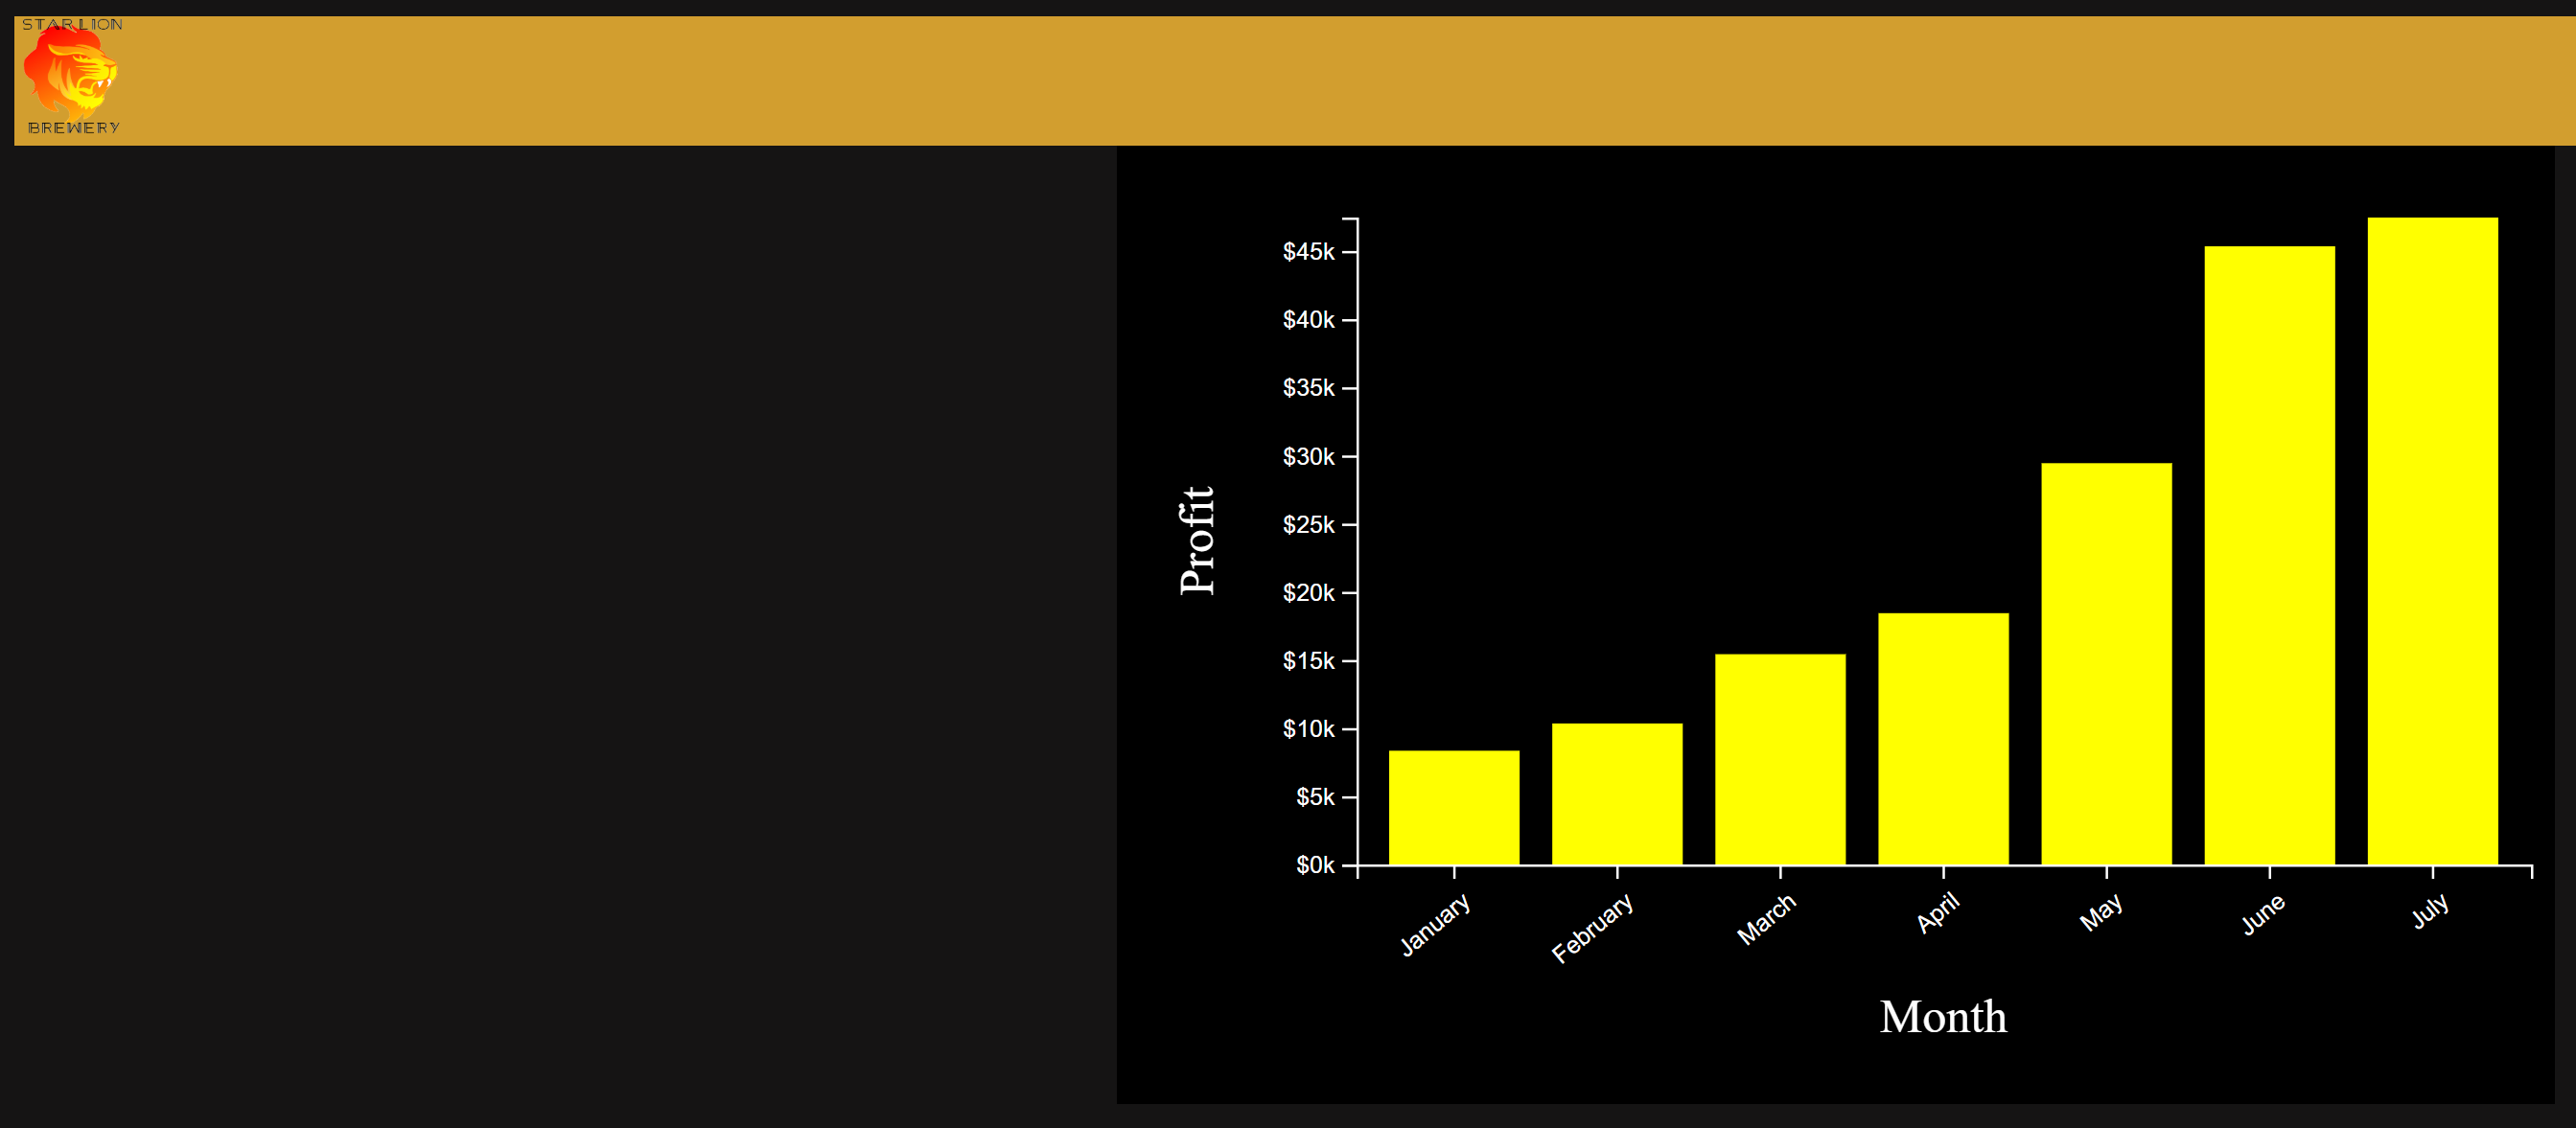 STAR LION
BREWERY
$45k
$40k
$35k
$30k
$25k
$20k
$15k
$10k
$5k
$0k
Profit
January
February
March
April
May
June
July
Month